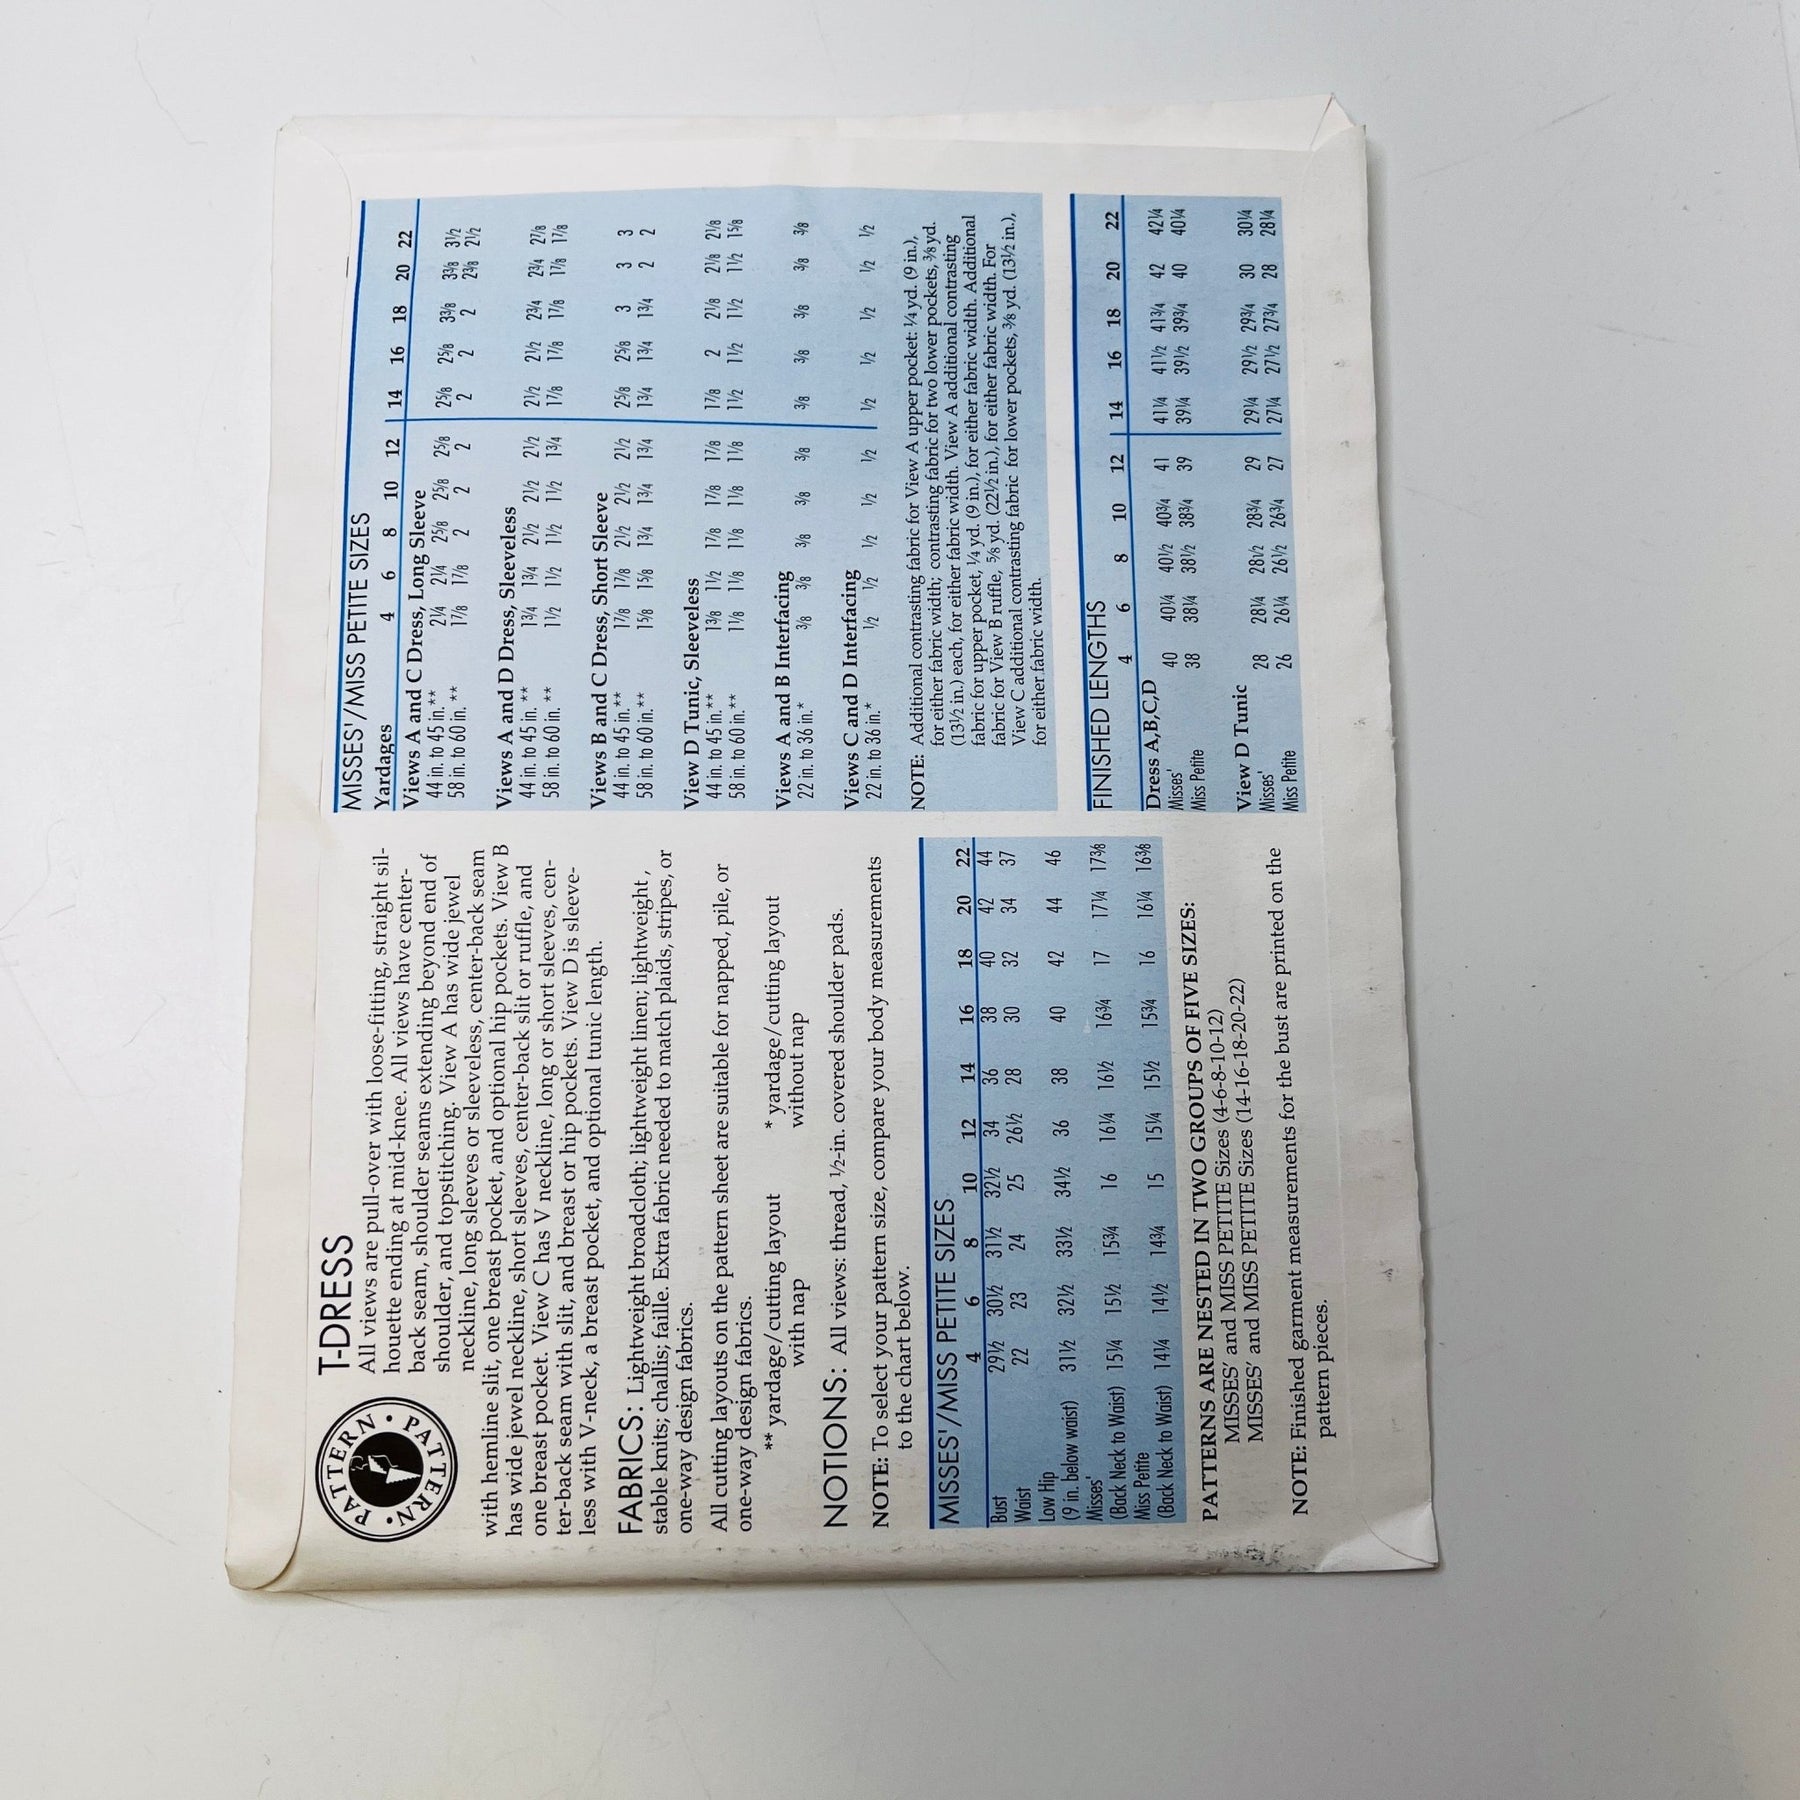 PATTERN • PATTERN •
T-DRESS
All views are pull-over with loose-fitting, straight sil-
houette ending at mid-knee. All views have center-
back seam, shoulder seams extending beyond end of
shoulder, and topstitching. View A has wide jewel
neckline, long sleeves or sleeveless, center-back seam
with hemline slit, one breast pocket, and optional hip pockets. View B
has wide jewel neckline, short sleeves, center-back slit or ruffle, and
one breast pocket. View C has V neckline, long or short sleeves, cen-
ter-back seam with slit, and breast or hip pockets. View D is sleeve-
less with V-neck, a breast pocket, and optional tunic length.
FABRICS: Lightweight broadcloth; lightweight linen; lightweight,
stable knits; challis; faille. Extra fabric needed to match plaids, stripes, or
one-way design fabrics.
All cutting layouts on the pattern sheet are suitable for napped, pile, or
one-way design fabrics.
** yardage/cutting layout * yardage/cutting layout
with nap without nap
NOTIONS: All views: thread, ½-in. covered shoulder pads.
NOTE: To select your pattern size, compare your body measurements
to the chart below.
MISSES'/MISS PETITE SIZES
4 6 8 10 12 14 16 18 20 22
Bust 29½ 30½ 31½ 32½ 34 36 38 40 42 44
Waist 22 23 24 25 26½ 28 30 32 34 37
Low Hip
(9 in. below waist) 31½ 32½ 33½ 34½ 36 38 40 42 44 46
Misses'
(Back Neck to Waist) 15¼ 15½ 15¾ 16 16¼ 16½ 16¾ 17 17¼ 17⅜
Miss Petite
(Back Neck to Waist) 14¼ 14½ 14¾ 15 15¼ 15½ 15¾ 16 16¼ 16⅜
PATTERNS ARE NESTED IN TWO GROUPS OF FIVE SIZES:
MISSES' and MISS PETITE Sizes (4-6-8-10-12)
MISSES' and MISS PETITE Sizes (14-16-18-20-22)
NOTE: Finished garment measurements for the bust are printed on the
pattern pieces.
MISSES'/MISS PETITE SIZES
Yardages 4 6 8 10 12 14 16 18 20 22
Views A and C Dress, Long Sleeve
44 in. to 45 in.** 2¼ 2¼ 2⅝ 2⅝ 2⅝ 2⅝ 2⅝ 3⅜ 3⅜ 3½
58 in. to 60 in. ** 1⅞ 1⅞ 2 2 2 2 2 2 2⅜ 2½
Views A and D Dress, Sleeveless
44 in. to 45 in. ** 1¾ 1¾ 2½ 2½ 2½ 2½ 2½ 2¾ 2¾ 2⅞
58 in. to 60 in. ** 1½ 1½ 1½ 1½ 1¾ 1⅞ 1⅞ 1⅞ 1⅞ 1⅞
Views B and C Dress, Short Sleeve
44 in. to 45 in.** 1⅞ 1⅞ 2½ 2½ 2½ 2⅝ 2⅝ 3 3 3
58 in. to 60 in.** 1⅝ 1⅝ 1¾ 1¾ 1¾ 1¾ 1¾ 1¾ 2 2
View D Tunic, Sleeveless
44 in. to 45 in.** 1⅜ 1½ 1⅞ 1⅞ 1⅞ 1⅞ 2 2⅛ 2⅛ 2⅛
58 in. to 60 in. ** 1⅛ 1⅛ 1⅛ 1⅛ 1⅛ 1½ 1½ 1½ 1½ 1⅝
Views A and B Interfacing
22 in. to 36 in.* ⅜ ⅜ ⅜ ⅜ ⅜ ⅜ ⅜ ⅜ ⅜ ⅜
Views C and D Interfacing
22 in. to 36 in.* ½ ½ ½ ½ ½ ½ ½ ½ ½ ½
NOTE: Additional contrasting fabric for View A upper pocket: ¼ yd. (9 in.),
for either fabric width; contrasting fabric for two lower pockets, ⅜ yd.
(13½ in.) each, for either fabric width. View A additional contrasting
fabric for upper pocket, ¼ yd. (9 in.), for either fabric width. Additional
fabric for View B ruffle, ⅝ yd. (22½ in.), for either fabric width. For
View C additional contrasting fabric for lower pockets, ⅜ yd. (13½ in.),
for either fabric width.
FINISHED LENGTHS
4 6 8 10 12 14 16 18 20 22
Dress A,B,C,D
Misses' 40 40¼ 40½ 40¾ 41 41¼ 41½ 41¾ 42 42¼
Miss Petite 38 38¼ 38½ 38¾ 39 39¼ 39½ 39¾ 40 40¼
View D Tunic
Misses' 28 28¼ 28½ 28¾ 29 29¼ 29½ 29¾ 30 30¼
Miss Petite 26 26¼ 26½ 26¾ 27 27¼ 27½ 27¾ 28 28¼